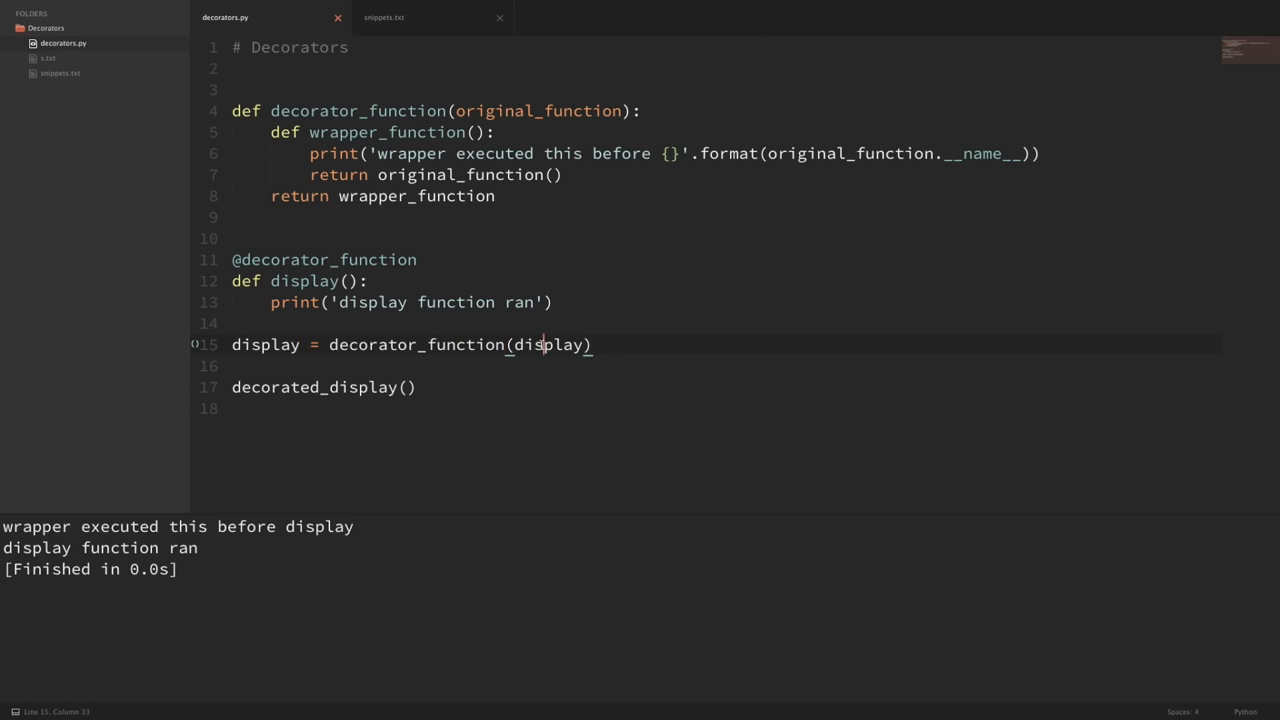 FOLDERS
Decorators
decorators.py
s.txt
snippets.txt
decorators.py
snippets.txt
1 # Decorators
2
3
4 def decorator_function(original_function):
5     def wrapper_function():
6         print('wrapper executed this before {}'.format(original_function.__name__))
7         return original_function()
8     return wrapper_function
9
10
11 @decorator_function
12 def display():
13     print('display function ran')
14
15 display = decorator_function(display)
16
17 decorated_display()
18
wrapper executed this before display
display function ran
[Finished in 0.0s]
Line 15, Column 33
Spaces: 4
Python